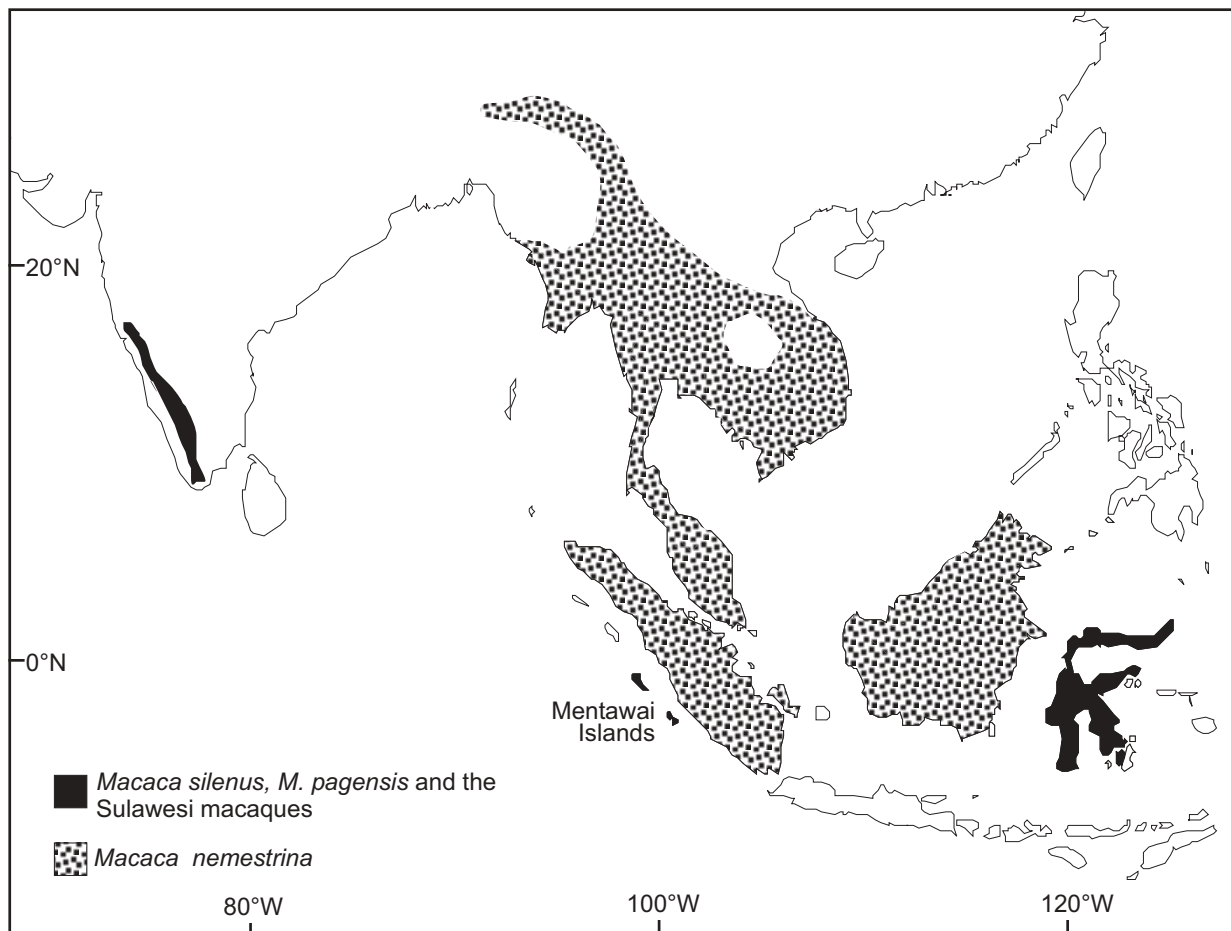 20°N
0°N
Mentawai
Islands
Macaca silenus, M. pagensis and the
Sulawesi macaques
Macaca nemestrina
80°W
100°W
120°W